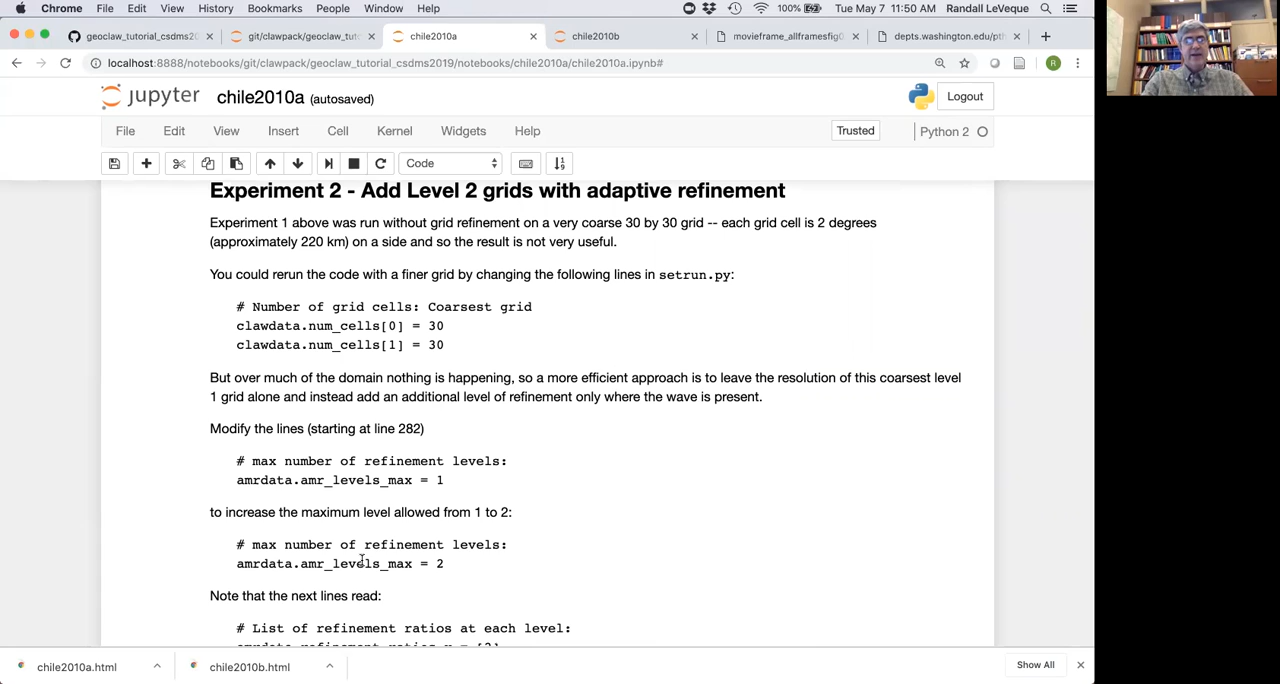 Chrome File Edit View History Bookmarks People Window Help 100% Tue May 7 11:50 AM Randall LeVeque
geoclaw_tutorial_csdms2 git/clawpack/geoclaw_tut chile2010a chile2010b movieframe_allframesfig0 depts.washington.edu/pt
localhost:8888/notebooks/git/clawpack/geoclaw_tutorial_csdms2019/notebooks/chile2010a/chile2010a.ipynb# R
jupyter chile2010a (autosaved) Logout
File Edit View Insert Cell Kernel Widgets Help Trusted Python 2
Code
Experiment 2 - Add Level 2 grids with adaptive refinement
Experiment 1 above was run without grid refinement on a very coarse 30 by 30 grid -- each grid cell is 2 degrees
(approximately 220 km) on a side and so the result is not very useful.
You could rerun the code with a finer grid by changing the following lines in setrun.py:
# Number of grid cells: Coarsest grid
clawdata.num_cells[0] = 30
clawdata.num_cells[1] = 30
But over much of the domain nothing is happening, so a more efficient approach is to leave the resolution of this coarsest level
1 grid alone and instead add an additional level of refinement only where the wave is present.
Modify the lines (starting at line 282)
# max number of refinement levels:
amrdata.amr_levels_max = 1
to increase the maximum level allowed from 1 to 2:
# max number of refinement levels:
amrdata.amr_levels_max = 2
Note that the next lines read:
# List of refinement ratios at each level:
chile2010a.html chile2010b.html Show All